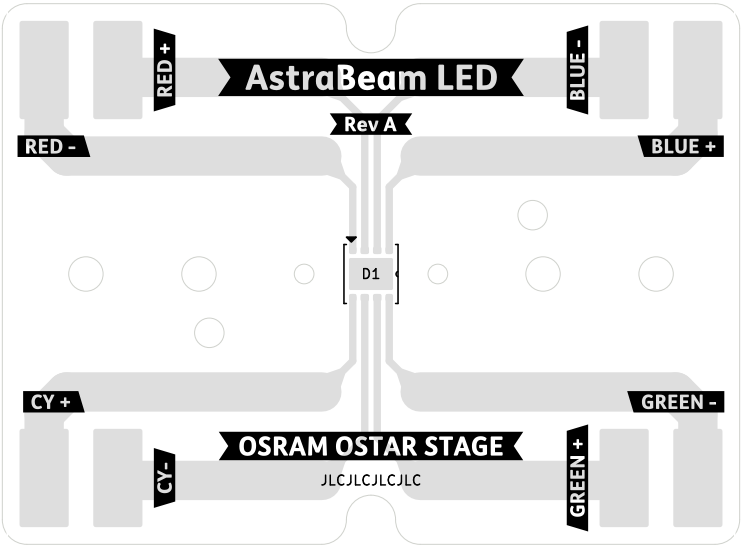 RED +
AstraBeam LED
BLUE -
Rev A
RED -
BLUE +
D1
CY +
GREEN -
OSRAM OSTAR STAGE
CY-
JLCJLCJLCJLC
GREEN +